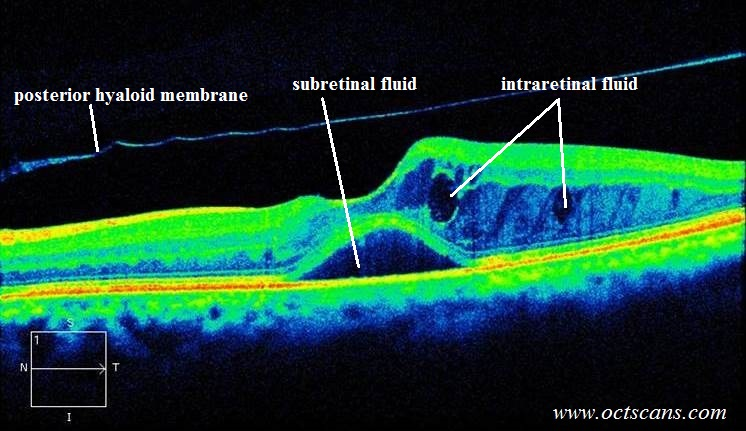 subretinal fluid
intraretinal fluid
posterior hyaloid membrane
S
1
N
T
I
www.octscans.com